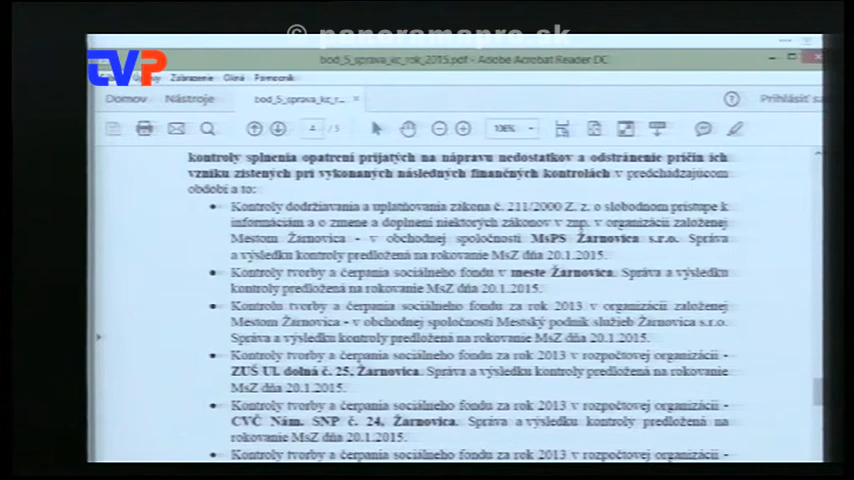 © panoramapro.sk
bod_5_sprava_kc_rok_2015.pdf - Adobe Acrobat Reader DC
TVP
Úpravy Zobrazenie Okná Pomocník
Domov Nástroje bod_5_sprava_kc_r... × Prihlásiť sa
4 / 5 106%
kontroly splnenia opatrení prijatých na nápravu nedostatkov a odstránenie príčin ich
vzniku zistených pri vykonaných následných finančných kontrolách v predchádzajúcom
období a to:
• Kontroly dodržiavania a uplatňovania zákona č. 211/2000 Z. z. o slobodnom prístupe k
informáciám a o zmene a doplnení niektorých zákonov v znp. v organizácii založenej
Mestom Žarnovica - v obchodnej spoločnosti MsPS Žarnovica s.r.o. Správa
a výsledku kontroly predložená na rokovanie MsZ dňa 20.1.2015.
• Kontroly tvorby a čerpania sociálneho fondu v meste Žarnovica. Správa a výsledku
kontroly predložená na rokovanie MsZ dňa 20.1.2015.
• Kontrolu tvorby a čerpania sociálneho fondu za rok 2013 v organizácii založenej
Mestom Žarnovica - v obchodnej spoločnosti Mestský podnik služieb Žarnovica s.r.o.
Správa a výsledku kontroly predložená na rokovanie MsZ dňa 20.1.2015.
• Kontroly tvorby a čerpania sociálneho fondu za rok 2013 v rozpočtovej organizácii -
ZUŠ Ul. dolná č. 25, Žarnovica. Správa a výsledku kontroly predložená na rokovanie
MsZ dňa 20.1.2015.
• Kontroly tvorby a čerpania sociálneho fondu za rok 2013 v rozpočtovej organizácii -
CVČ Nám. SNP č. 24, Žarnovica. Správa a výsledku kontroly predložená na
rokovanie MsZ dňa 20.1.2015.
• Kontroly tvorby a čerpania sociálneho fondu za rok 2013 v rozpočtovej organizácii -